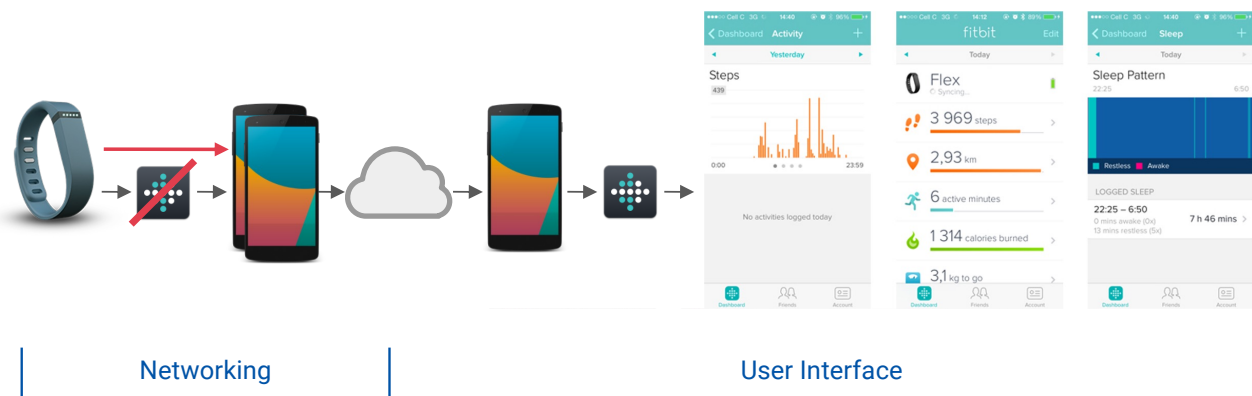 Cell C 3G 14:40 86%
Dashboard Activity +
Yesterday
Steps
439
0:00 23:59
No activities logged today
Dashboard Friends Account
Cell C 3G 14:12 89%
fitbit Edit
Today
Flex
Syncing...
3 969 steps
2,93 km
6 active minutes
1 314 calories burned
3,1 kg to go
Dashboard Friends Account
Cell C 3G 14:40 86%
Dashboard Sleep +
Today
Sleep Pattern
22:25 6:50
Restless Awake
LOGGED SLEEP
22:25 – 6:50
0 mins awake (0x)
13 mins restless (5x)
7 h 46 mins
Dashboard Friends Account
Networking
User Interface